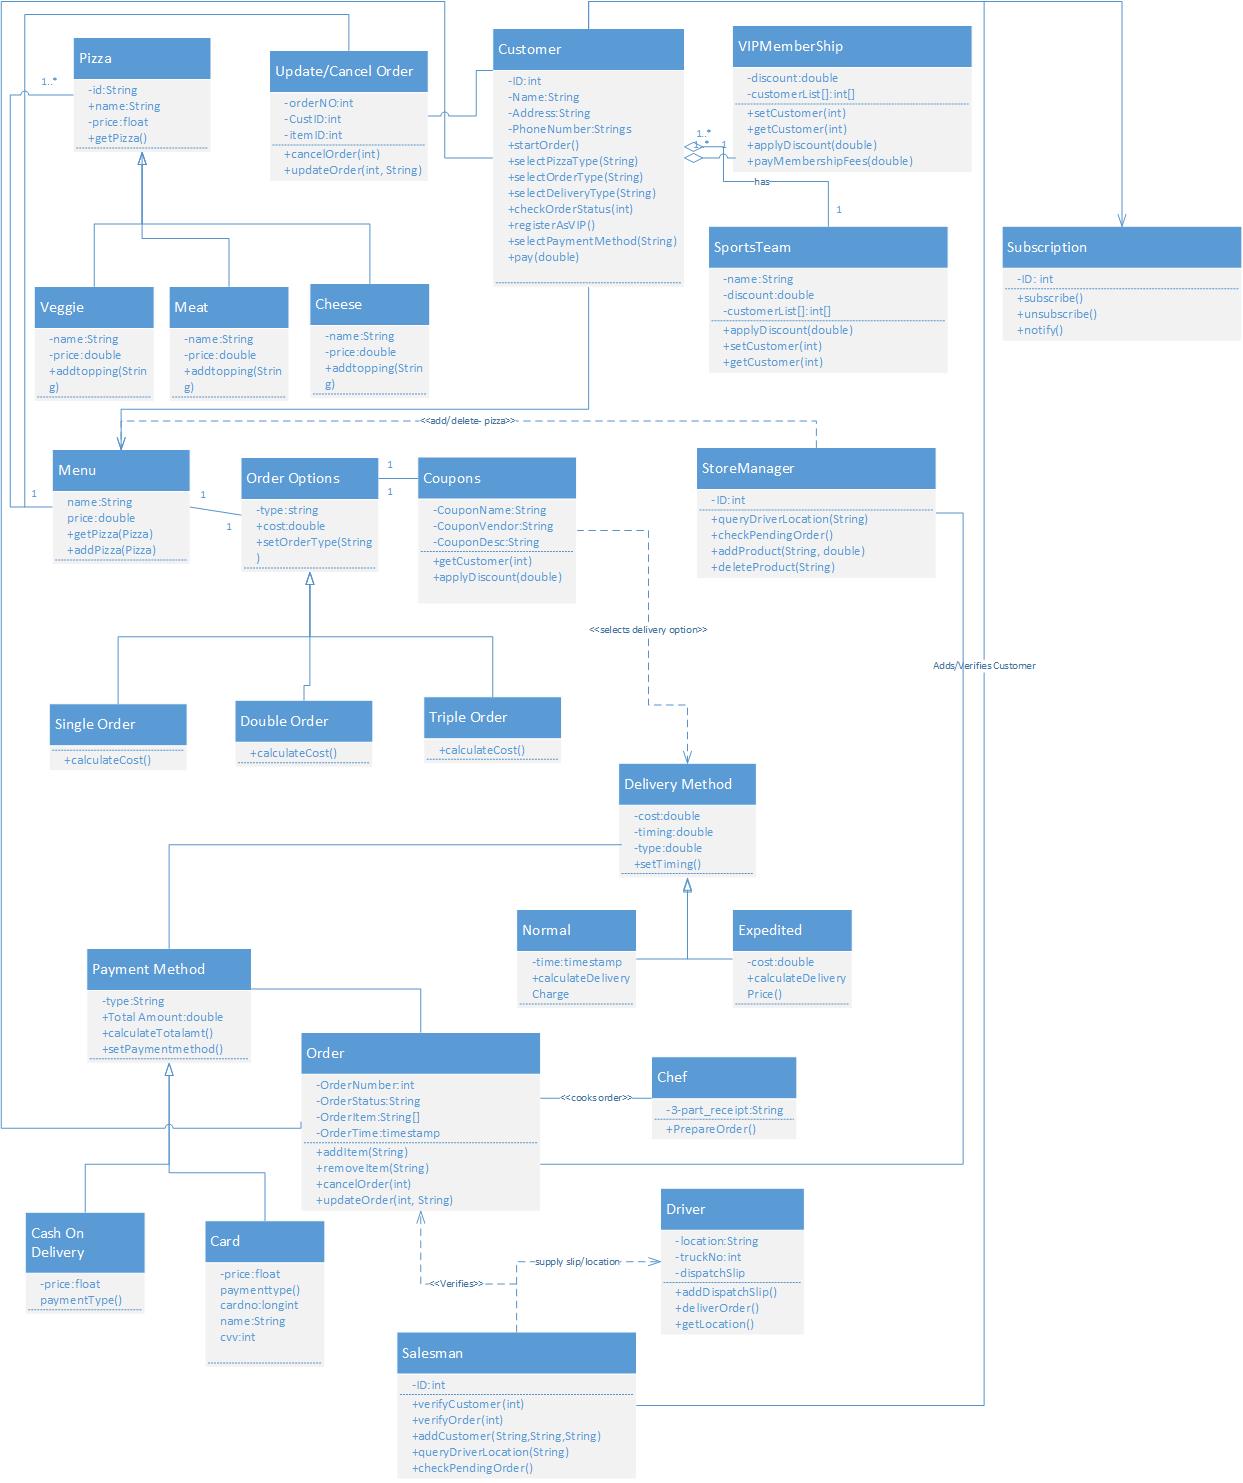 Pizza
-id:String
+name:String
-price:float
+getPizza()
1..*
Update/Cancel Order
-orderNO:int
-CustID:int
-itemID:int
+cancelOrder(int)
+updateOrder(int, String)
Customer
-ID:int
-Name:String
-Address:String
-PhoneNumber:Strings
+startOrder()
+selectPizzaType(String)
+selectOrderType(String)
+selectDeliveryType(String)
+checkOrderStatus(int)
+registerAsVIP()
+selectPaymentMethod(String)
+pay(double)
VIPMemberShip
-discount:double
-customerList[]:int[]
+setCustomer(int)
+getCustomer(int)
+applyDiscount(double)
+payMembershipFees(double)
1..*
1..*
1
has
1
SportsTeam
-name:String
-discount:double
-customerList[]:int[]
+applyDiscount(double)
+setCustomer(int)
+getCustomer(int)
Subscription
-ID: int
+subscribe()
+unsubscribe()
+notify()
Veggie
-name:String
-price:double
+addtopping(Strin
g)
Meat
-name:String
-price:double
+addtopping(Strin
g)
Cheese
-name:String
-price:double
+addtopping(Strin
g)
<<add/delete- pizza>>
Menu
name:String
price:double
+getPizza(Pizza)
+addPizza(Pizza)
1
1
1
Order Options
-type:string
+cost:double
+setOrderType(String
)
1
1
Coupons
-CouponName:String
-CouponVendor:String
-CouponDesc:String
+getCustomer(int)
+applyDiscount(double)
StoreManager
-ID:int
+queryDriverLocation(String)
+checkPendingOrder()
+addProduct(String, double)
+deleteProduct(String)
<<selects delivery option>>
Adds/Verifies Customer
Single Order
+calculateCost()
Double Order
+calculateCost()
Triple Order
+calculateCost()
Delivery Method
-cost:double
-timing:double
-type:double
+setTiming()
Normal
-time:timestamp
+calculateDelivery
Charge
Expedited
-cost:double
+calculateDelivery
Price()
Payment Method
-type:String
+Total Amount:double
+calculateTotalamt()
+setPaymentmethod()
Order
-OrderNumber:int
-OrderStatus:String
-OrderItem:String[]
-OrderTime:timestamp
+addItem(String)
+removeItem(String)
+cancelOrder(int)
+updateOrder(int, String)
<<cooks order>>
Chef
-3-part_receipt:String
+PrepareOrder()
Cash On
Delivery
-price:float
paymentType()
Card
-price:float
paymenttype()
cardno:longint
name:String
cvv:int
<<Verifies>>
supply slip/location
Driver
-location:String
-truckNo:int
-dispatchSlip
+addDispatchSlip()
+deliverOrder()
+getLocation()
Salesman
-ID:int
+verifyCustomer(int)
+verifyOrder(int)
+addCustomer(String,String,String)
+queryDriverLocation(String)
+checkPendingOrder()